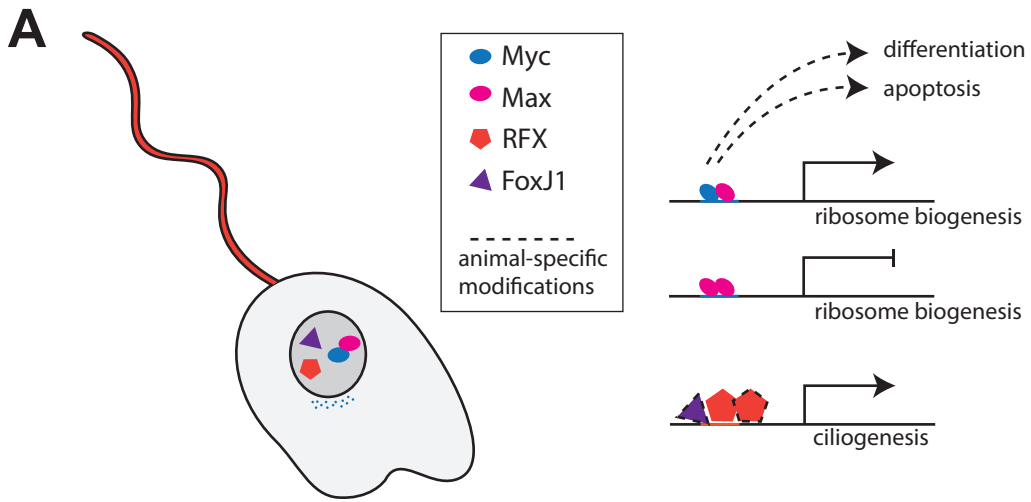 A
Myc
Max
RFX
FoxJ1
animal-specific
modifications
differentiation
apoptosis
ribosome biogenesis
ribosome biogenesis
ciliogenesis